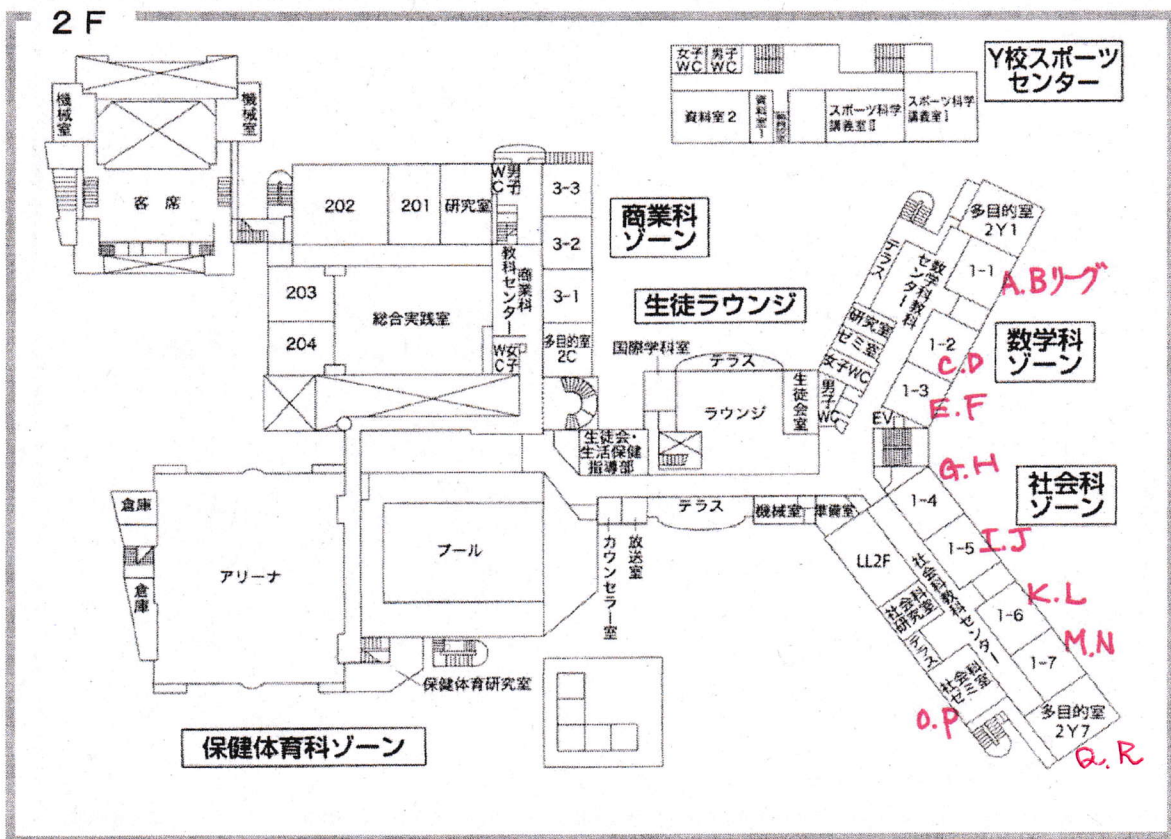 2F
女子WC
男子WC
Y校スポーツ
センター
資料室2
資料室1
スポーツ科学
講義室Ⅱ
スポーツ科学
講義室Ⅰ
機械室
機械室
客席
202
201
研究室
男子WC
3-3
3-2
3-1
多目的室
2C
商業科
ゾーン
商業科
教科センター
203
204
総合実践室
女子WC
生徒ラウンジ
国際学科室
テラス
ラウンジ
生徒会室
男子WC
女子WC
ゼミ室
研究室
テラス
数学科教科
センター
多目的室
2Y1
1-1
A.Bリーグ
1-2
C.D
数学科
ゾーン
1-3
E.F
EV
生徒会・
生活保健
指導部
G.H
1-4
社会科
ゾーン
1-5
I.J
1-6
K.L
1-7
M.N
多目的室
2Y7
Q.R
LL2F
社会科教科センター
社会科
研究室
テラス
社会科
ゼミ室
O.P
テラス
機械室
準備室
カウンセラー室
放送室
倉庫
倉庫
アリーナ
プール
保健体育研究室
保健体育科ゾーン